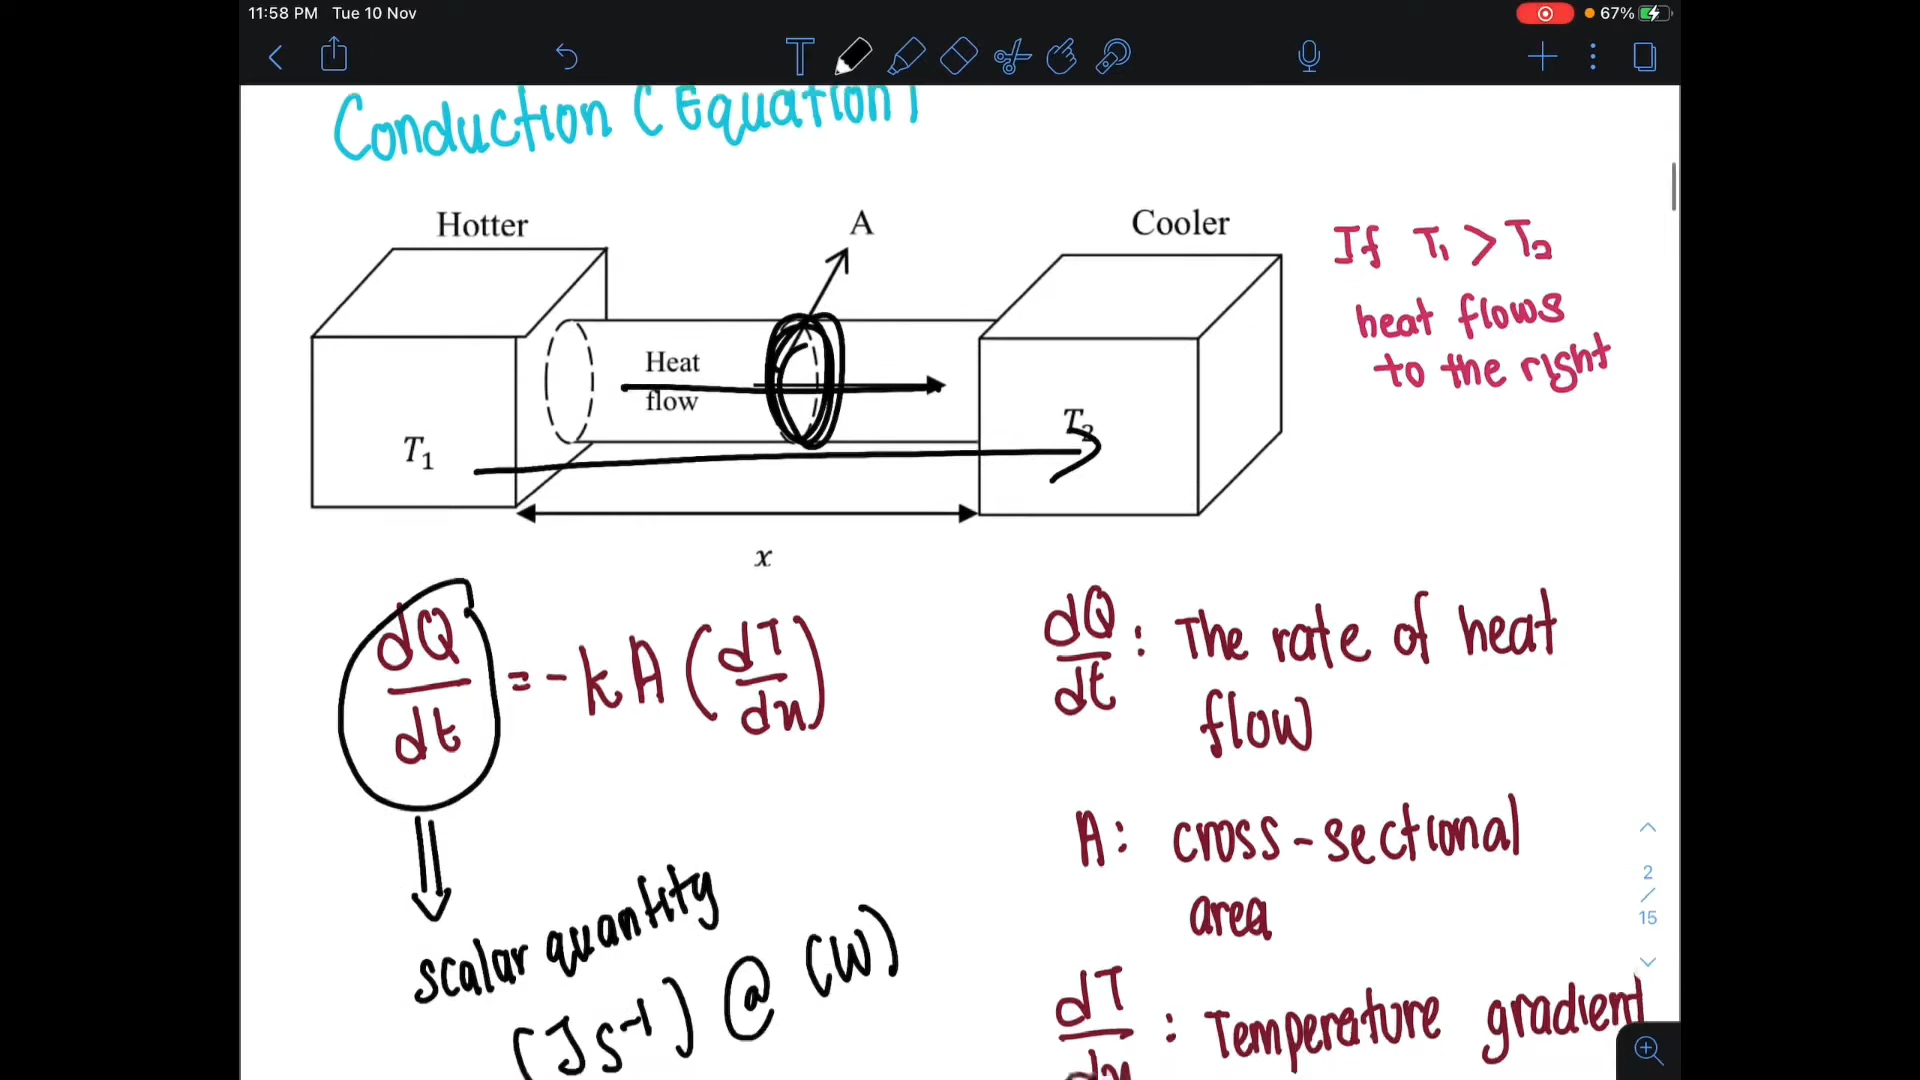 11:58 PM Tue 10 Nov
67%
T
Conduction (Equation)
Hotter
A
Cooler
If T₁ > T₂
heat flows
to the right
Heat
flow
T₁
T₂
x
dQ/dt = -kA (dT/dx)
dQ/dt : The rate of heat
flow
A: cross-sectional
area
scalar quantity
(Js⁻¹) @ (W)
dT/dx : Temperature gradient
2
/
15